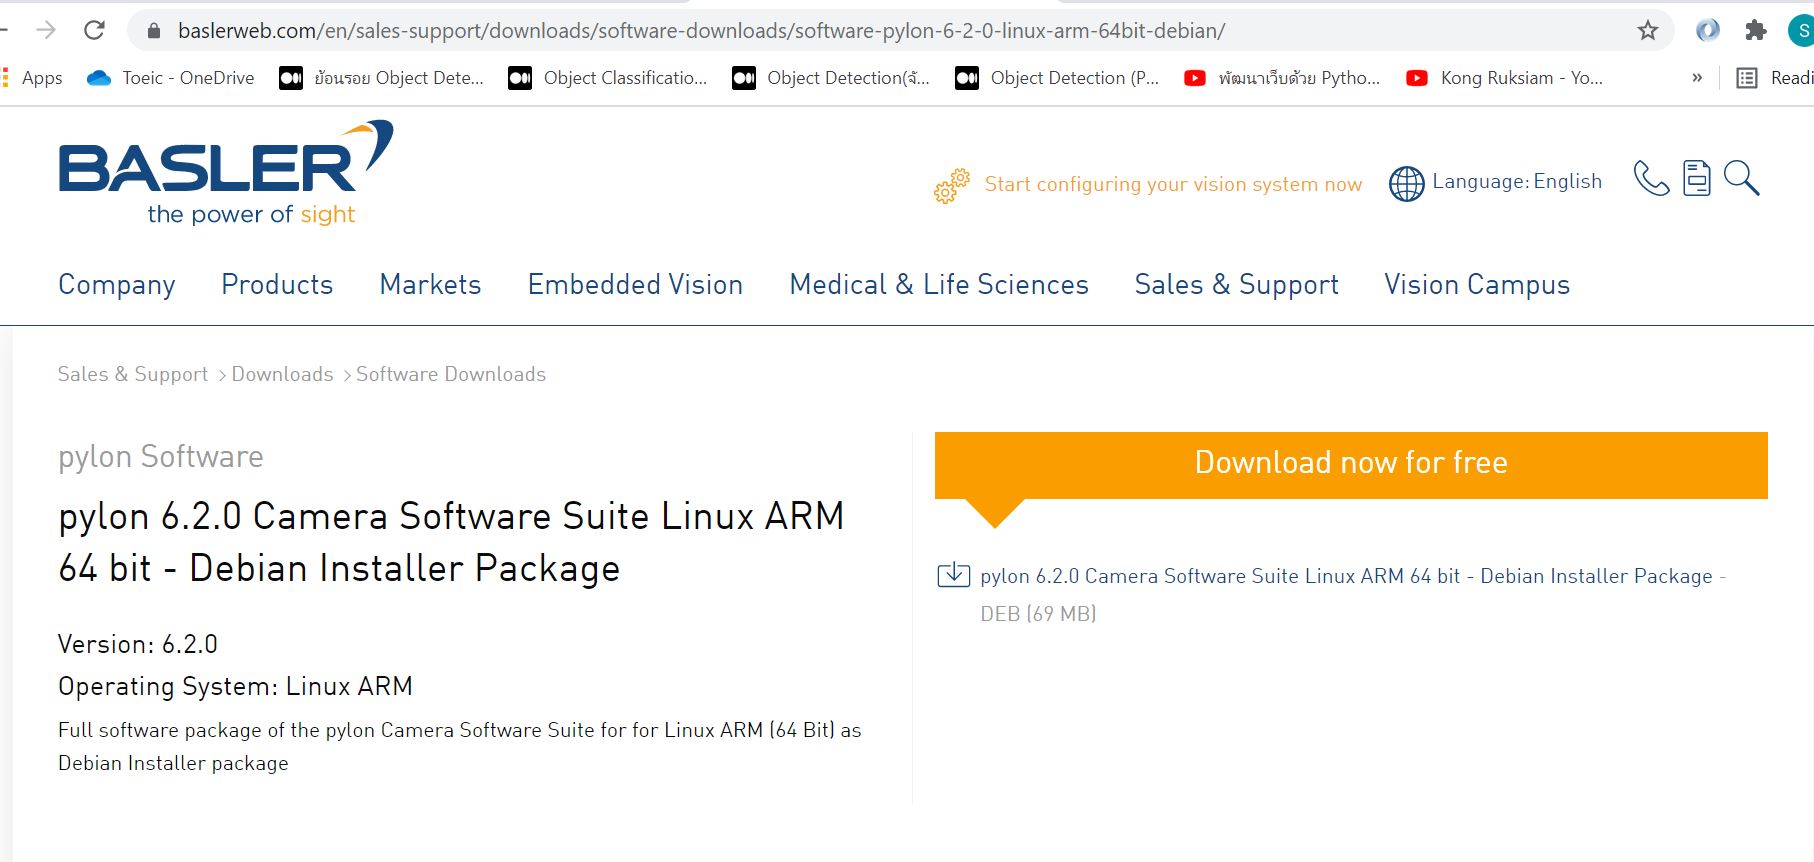 baslerweb.com/en/sales-support/downloads/software-downloads/software-pylon-6-2-0-linux-arm-64bit-debian/
S
Apps Toeic - OneDrive ย้อนรอย Object Dete... Object Classificatio... Object Detection(จั... Object Detection (P... พัฒนาเว็บด้วย Pytho... Kong Ruksiam - Yo... » Readi
BASLER
the power of sight
Start configuring your vision system now
Language: English
Company Products Markets Embedded Vision Medical & Life Sciences Sales & Support Vision Campus
Sales & Support > Downloads > Software Downloads
pylon Software
pylon 6.2.0 Camera Software Suite Linux ARM
64 bit - Debian Installer Package
Version: 6.2.0
Operating System: Linux ARM
Full software package of the pylon Camera Software Suite for for Linux ARM (64 Bit) as
Debian Installer package
Download now for free
pylon 6.2.0 Camera Software Suite Linux ARM 64 bit - Debian Installer Package -
DEB (69 MB)